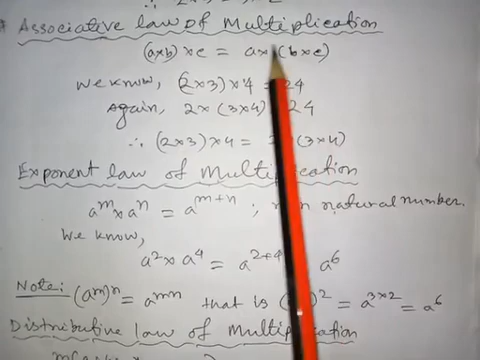 Associative law of Multiplication
(a×b)×c = a×(b×c)
We know, (2×3)×4 = 24
Again, 2×(3×4) 24
∴ (2×3)×4 = (3×4)
Exponent law of Multiplication
a^m × a^n = a^{m+n} ; m n natural number.
We know,
a^2 × a^4 = a^{2+4} a^6
Note: (a^m)^n = a^{mn} that is ( )^2 = a^{3×2} = a^6
Distributive law of Multiplication